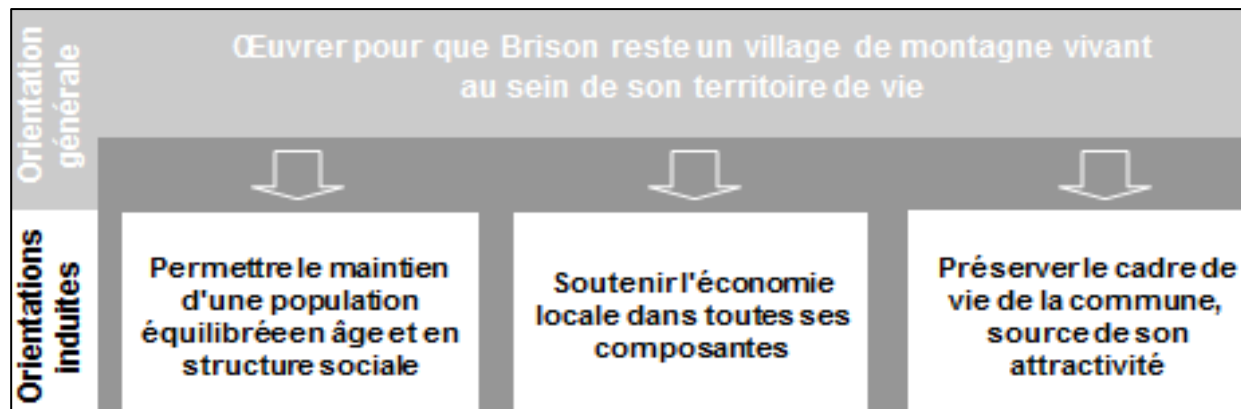 Orientation
générale
Œuvrer pour que Brison reste un village de montagne vivant
au sein de son territoire de vie
Orientations
induites
Permettre le maintien
d'une population
équilibrée en âge et en
structure sociale
Soutenir l'économie
locale dans toutes ses
composantes
Préserver le cadre de
vie de la commune,
source de son
attractivité